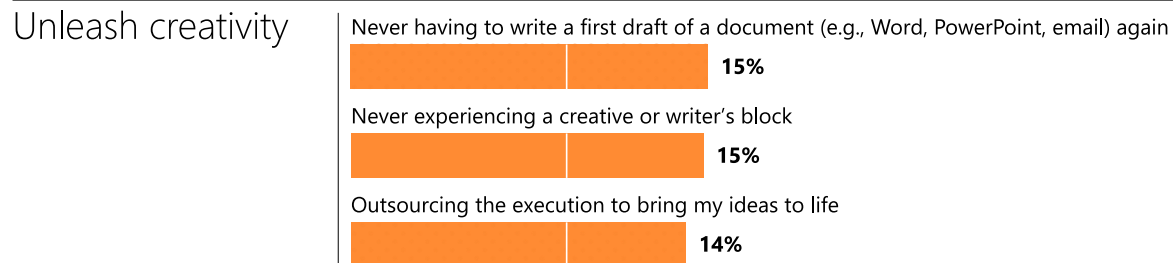 Unleash creativity
Never having to write a first draft of a document (e.g., Word, PowerPoint, email) again
15%
Never experiencing a creative or writer’s block
15%
Outsourcing the execution to bring my ideas to life
14%